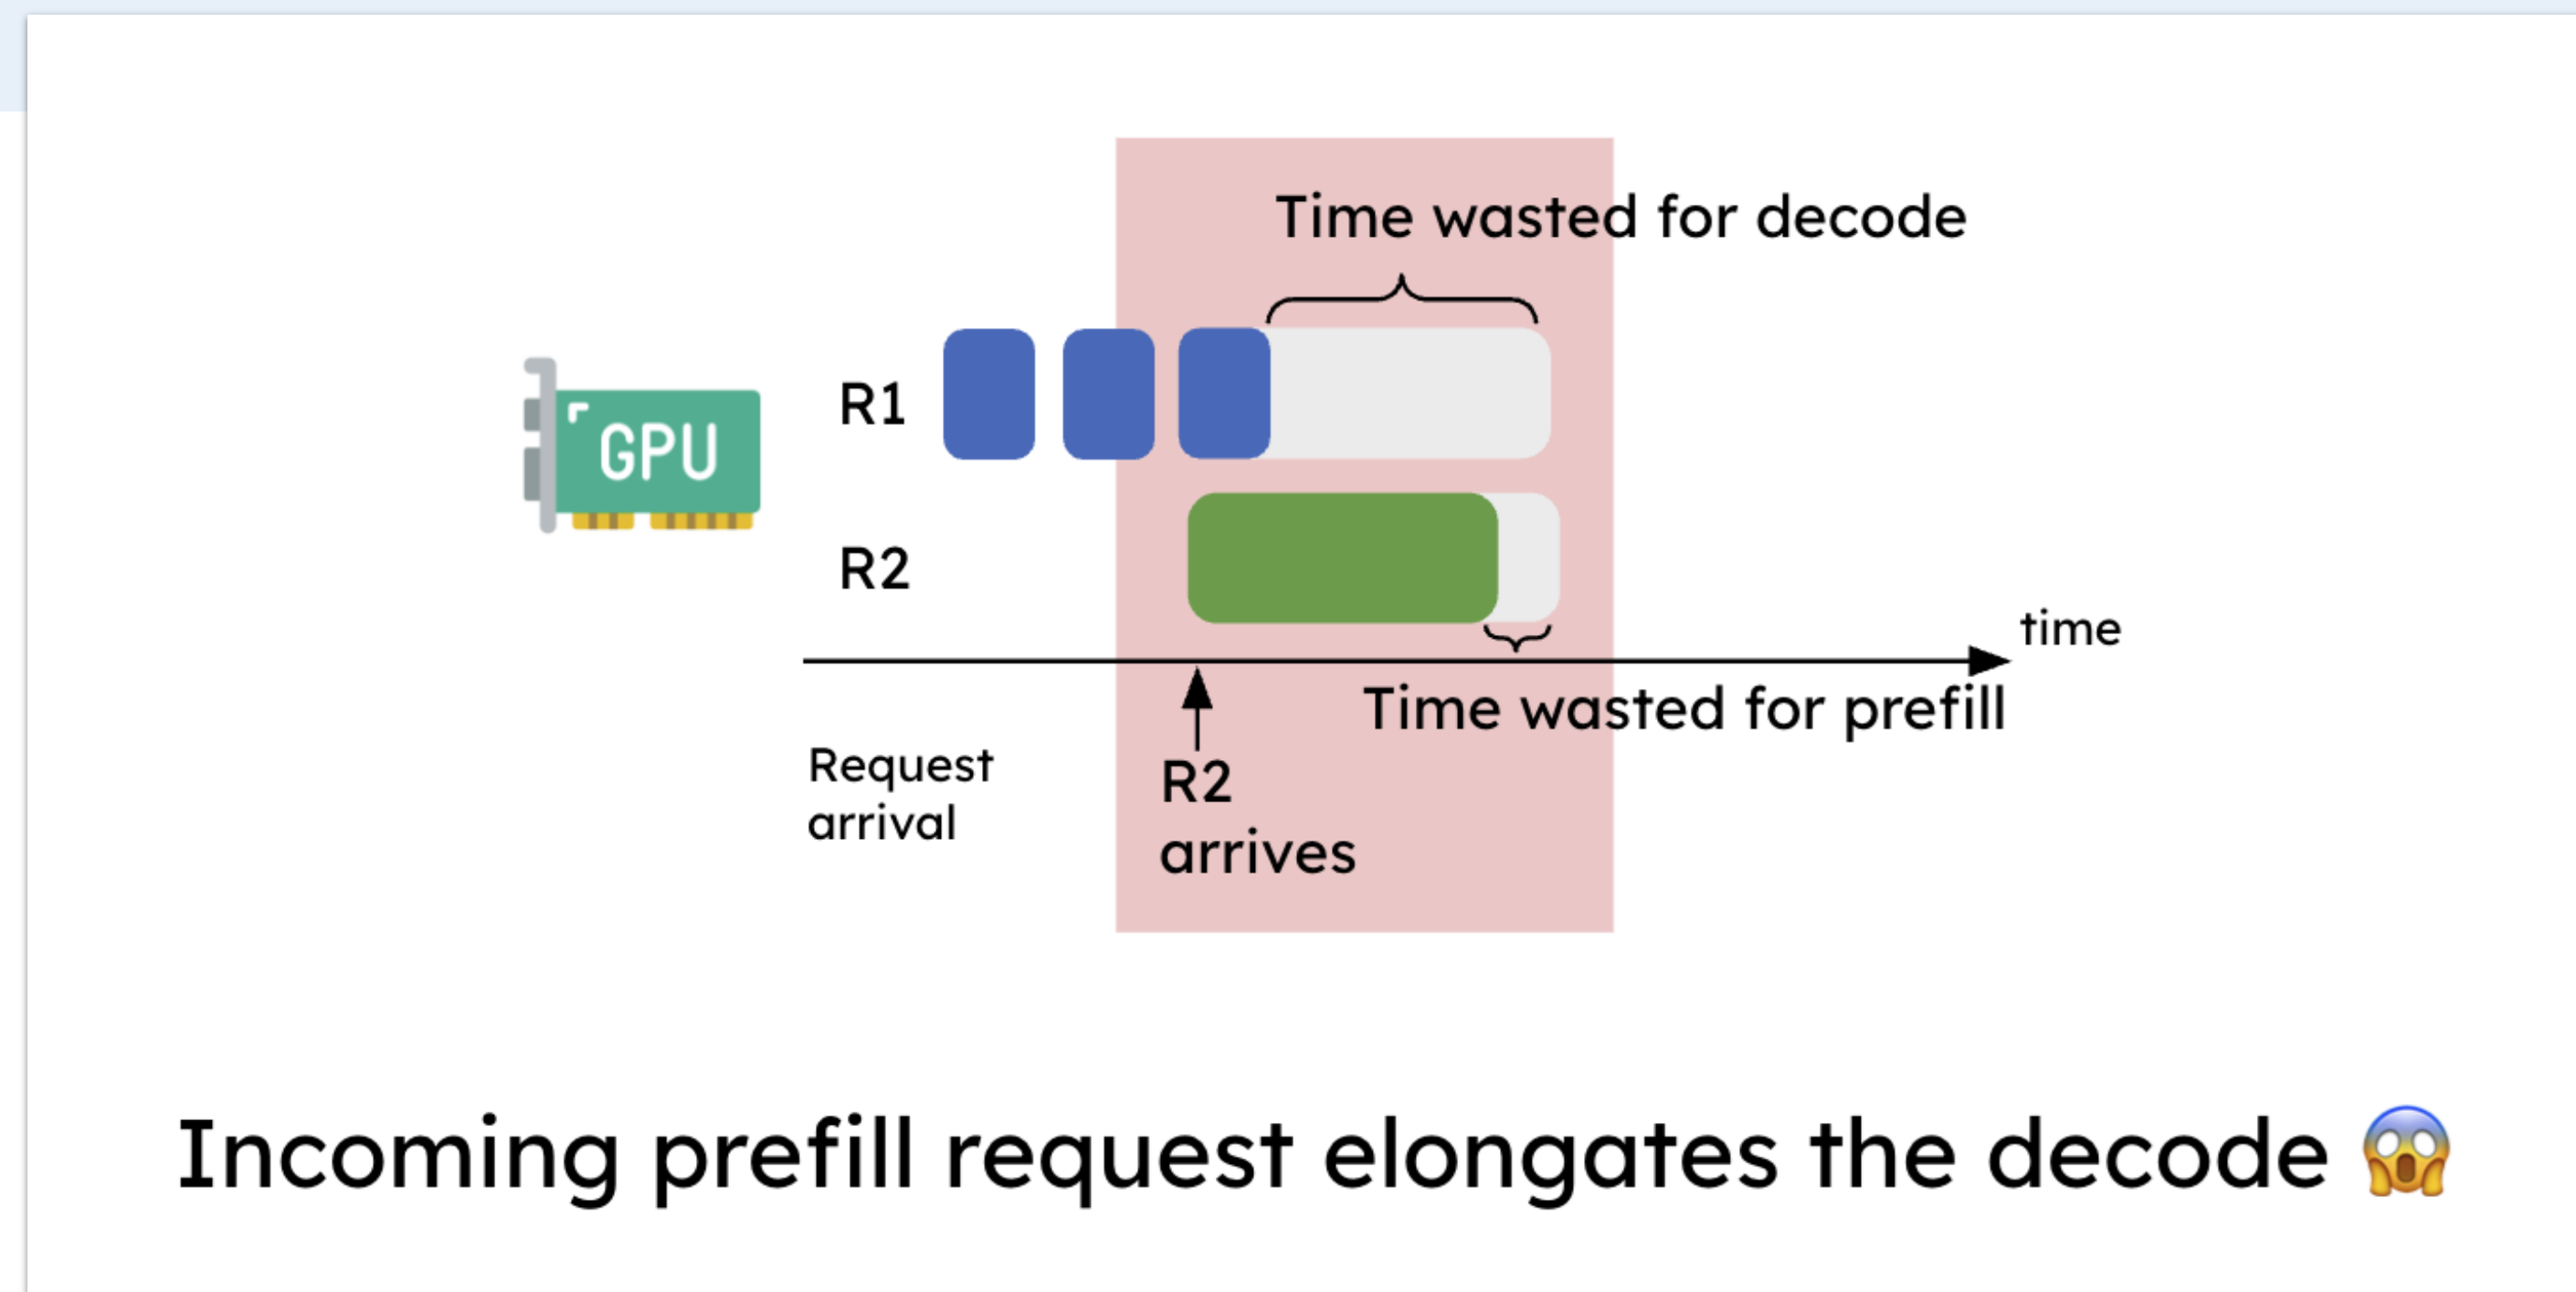 Time wasted for decode
GPU
R1
R2
time
Time wasted for prefill
Request
arrival
R2
arrives
Incoming prefill request elongates the decode 😱